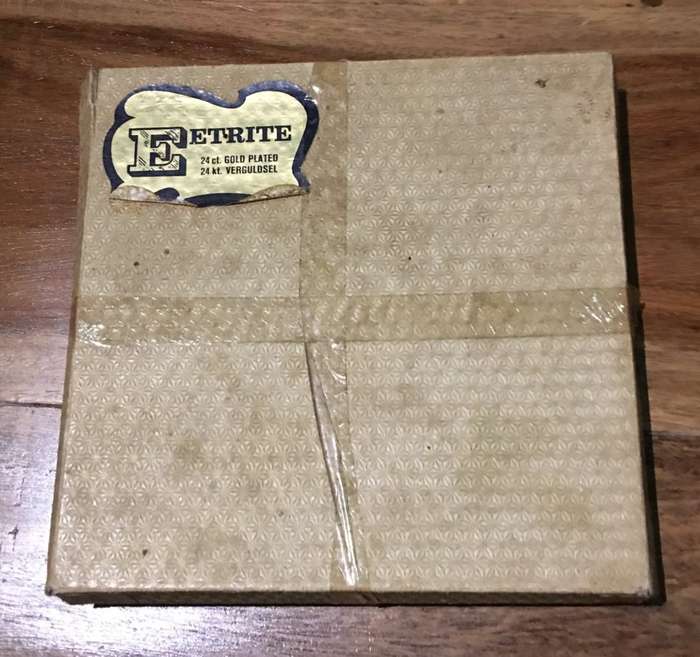 EETRITE
24 ct. GOLD PLATED
24 kt. VERGULDSEL